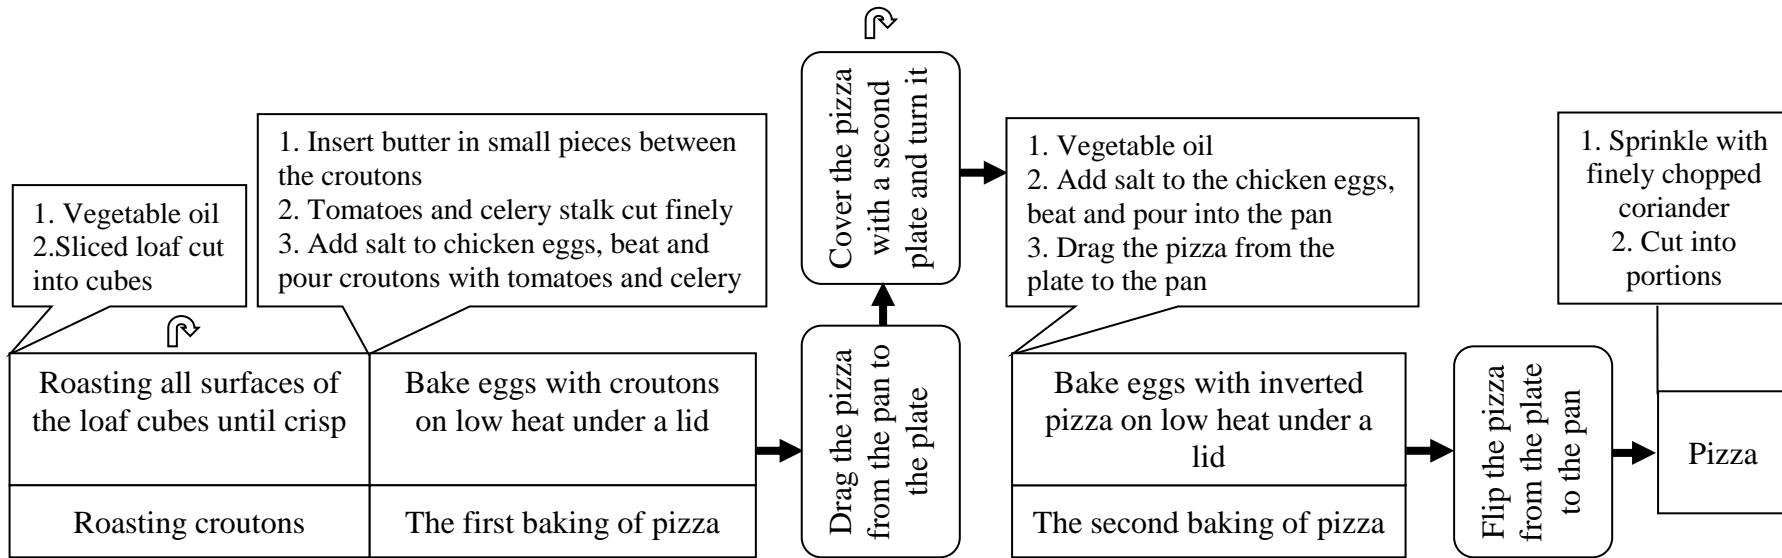 1. Vegetable oil
2.Sliced loaf cut
into cubes
Roasting all surfaces of
the loaf cubes until crisp
Roasting croutons
1. Insert butter in small pieces between
the croutons
2. Tomatoes and celery stalk cut finely
3. Add salt to chicken eggs, beat and
pour croutons with tomatoes and celery
Bake eggs with croutons
on low heat under a lid
The first baking of pizza
Drag the pizza
from the pan to
the plate
Cover the pizza
with a second
plate and turn it
1. Vegetable oil
2. Add salt to the chicken eggs,
beat and pour into the pan
3. Drag the pizza from the
plate to the pan
Bake eggs with inverted
pizza on low heat under a
lid
The second baking of pizza
Flip the pizza
from the plate
to the pan
1. Sprinkle with
finely chopped
coriander
2. Cut into
portions
Pizza